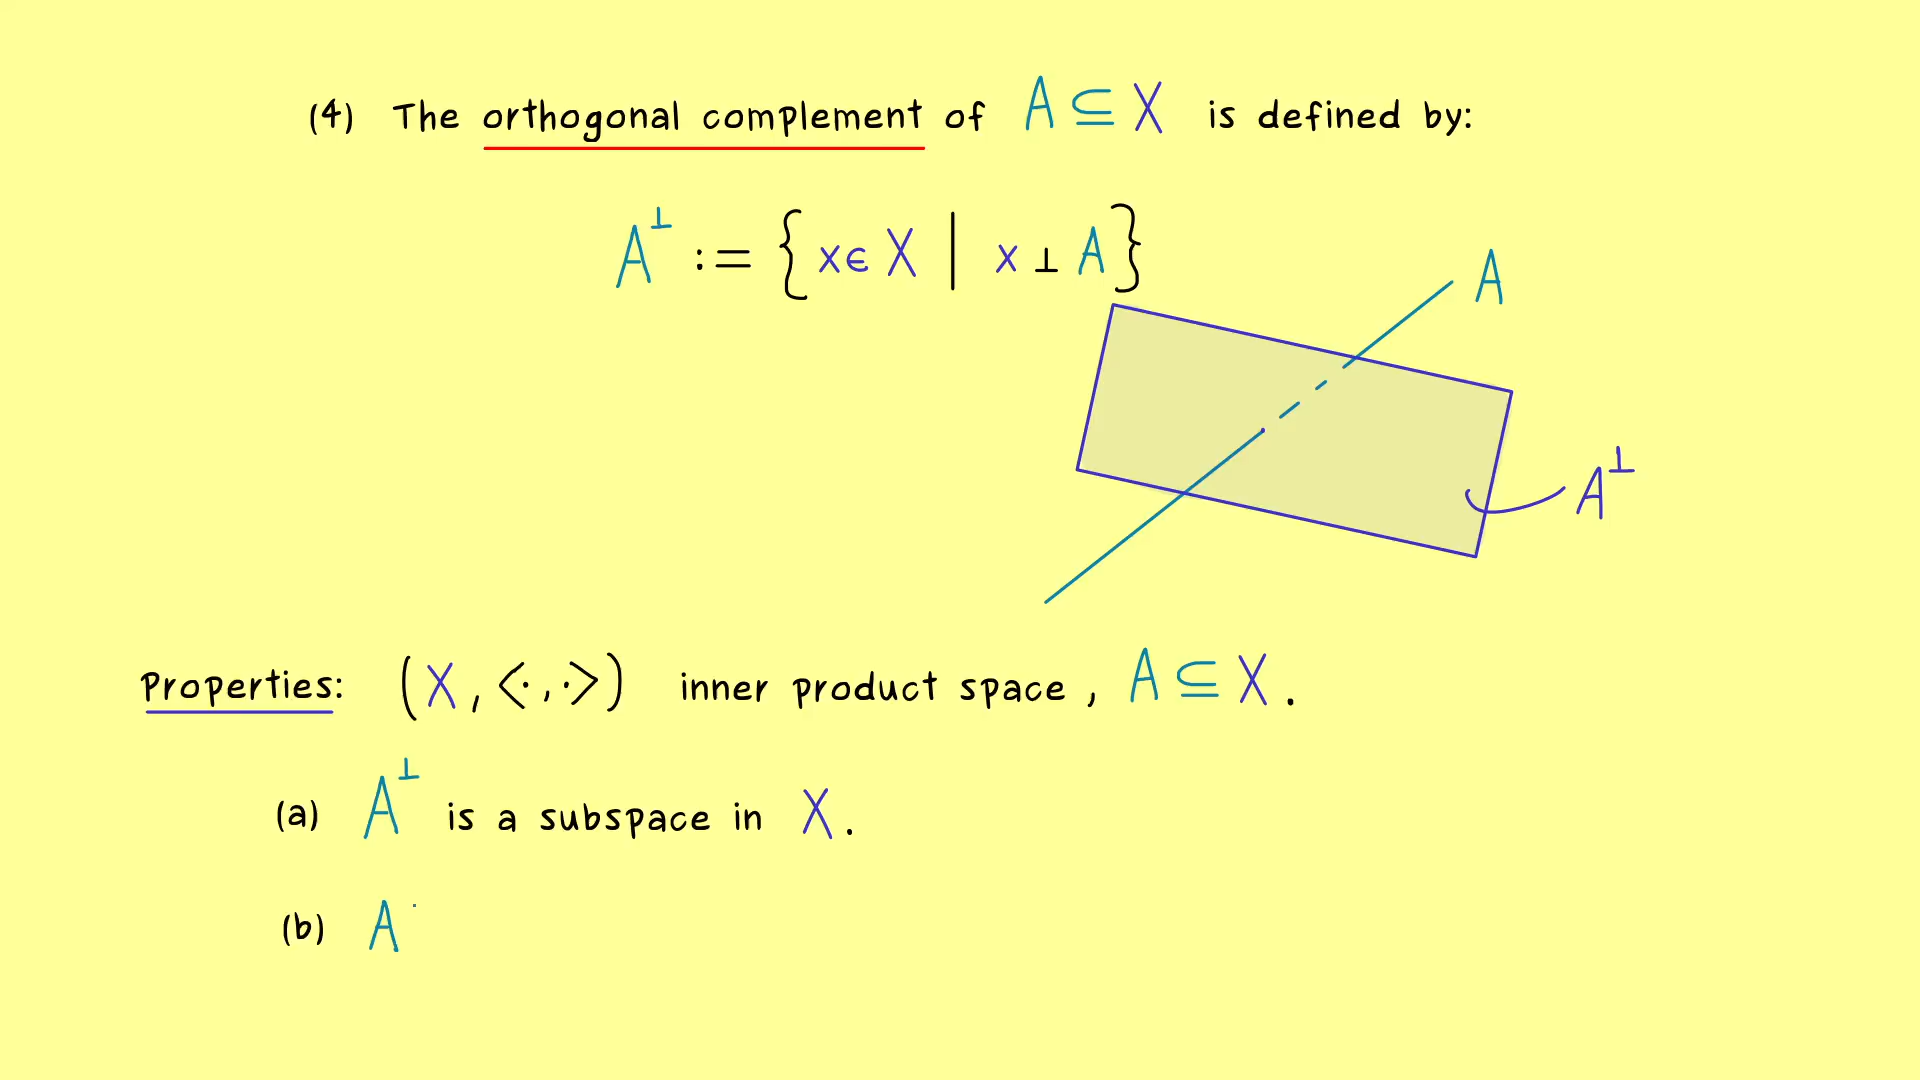 (4) The orthogonal complement of A ⊆ X is defined by:
A^⊥ := { x ∈ X | x ⊥ A }
A
A^⊥
Properties: (X, <·,·>) inner product space, A ⊆ X.
(a) A^⊥ is a subspace in X.
(b) A